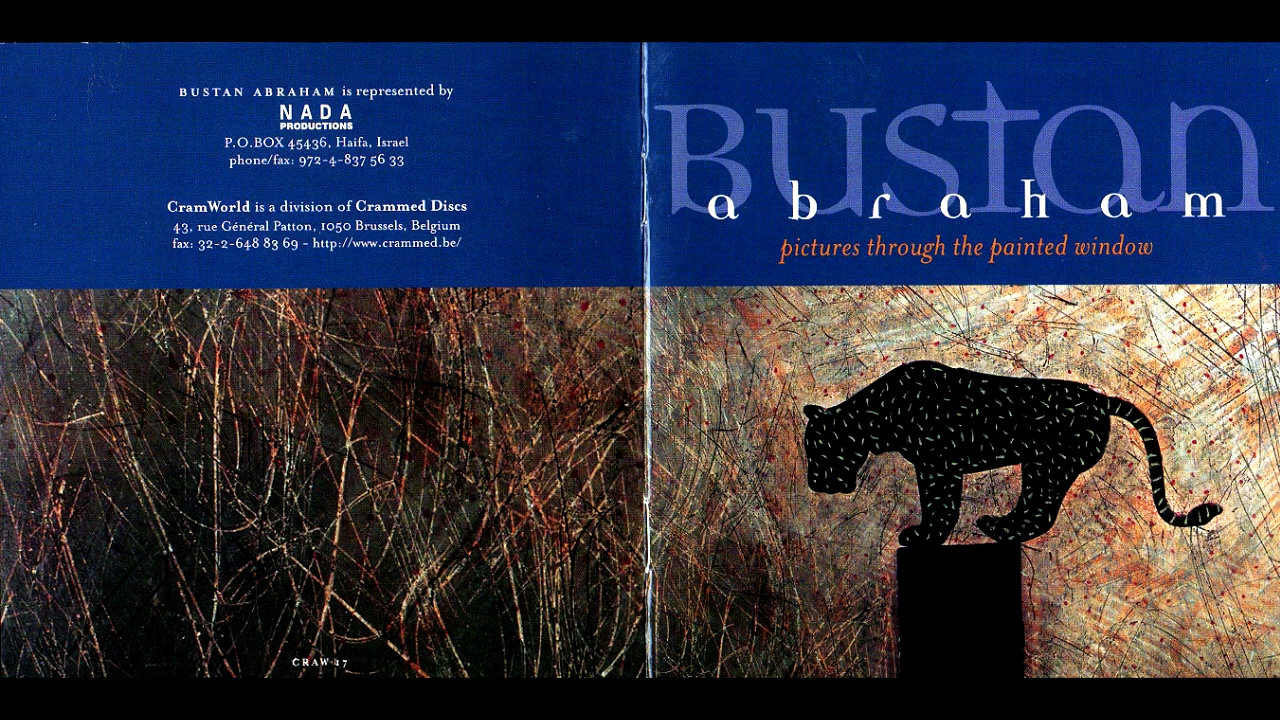 BUSTAN ABRAHAM is represented by
NADA
PRODUCTIONS
P.O.BOX 45436, Haifa, Israel
phone/fax: 972-4-837 56 33
CramWorld is a division of Crammed Discs
43, rue Général Patton, 1050 Brussels, Belgium
fax: 32-2-648 83 69 - http://www.crammed.be/
CRAW 17
Bustan
abraham
pictures through the painted window